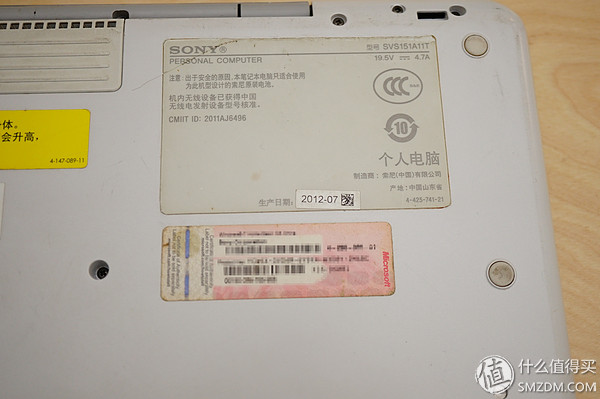 SONY®
型号 SVS151A11T
PERSONAL COMPUTER
19.5V ⎓ 4.7A
注意: 出于安全的原因,本笔记本电脑只适合使用
为此机型设计的索尼原装电池。
机内无线设备已获得中国
无线电发射设备型号核准。
CMIIT ID: 2011AJ6496
CCC
10
个人电脑
制造商: 索尼(中国)有限公司
产地: 中国山东省
生产日期: 2012-07
4-425-741-21
体。
会升高,
4-147-089-11
Microsoft
Certificate of Authenticity
值 什么值得买
SMZDM.COM